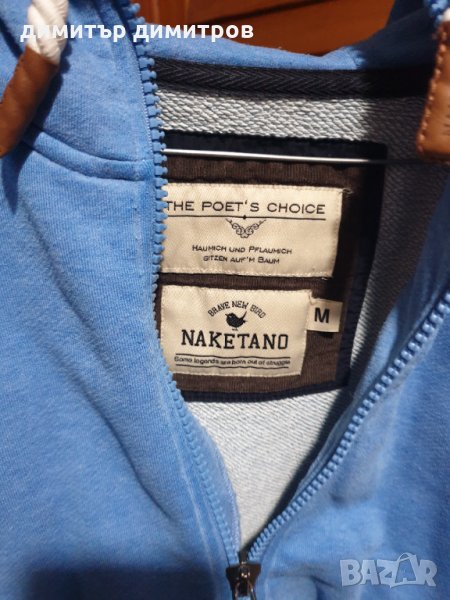 димитър димитров
THE POET'S CHOICE
HAUMICH UND PFLAUMICH
SITZEN AUF'M BAUM
BRAVE NEW BIRD
NAKETANO
Some legends are born out of struggle
M
BAZAR